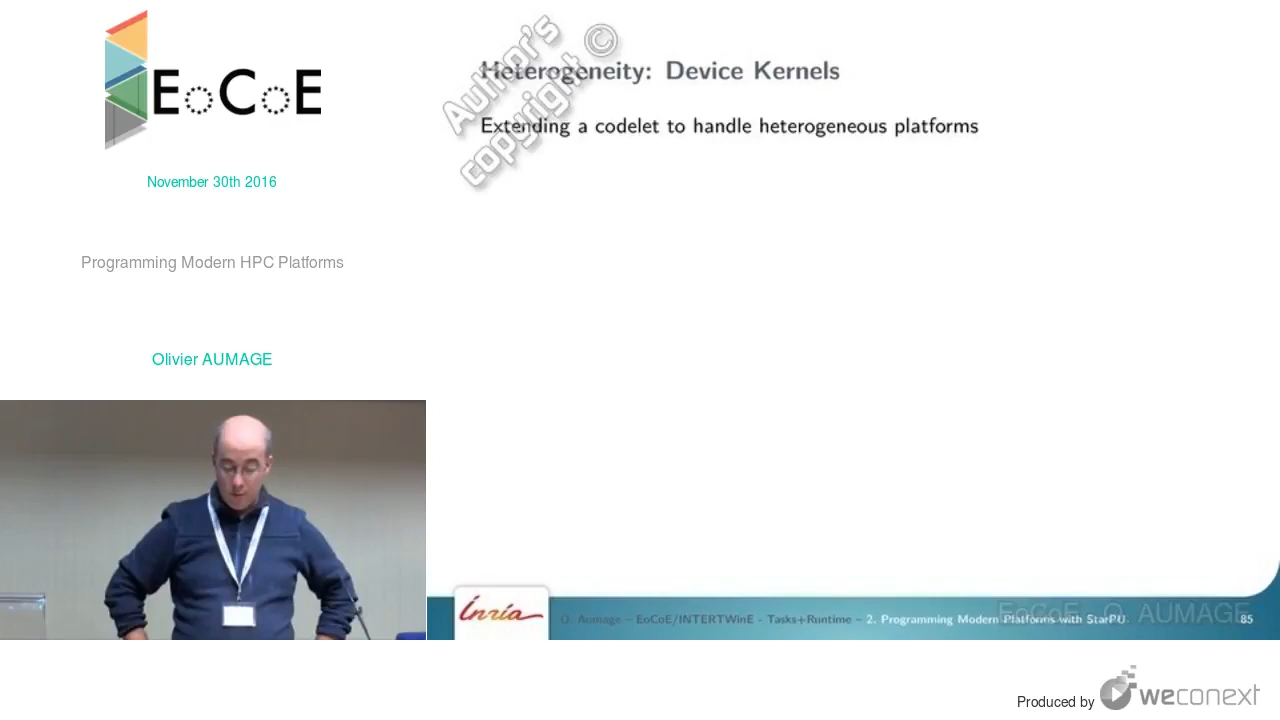 EoCoE
November 30th 2016
Programming Modern HPC Platforms
Olivier AUMAGE
Author's
copyright ©
Heterogeneity: Device Kernels
Extending a codelet to handle heterogeneous platforms
Inria
O. Aumage – EoCoE/INTERTWinE - Tasks+Runtime – 2. Programming Modern Platforms with StarPU
EoCoE _ O. AUMAGE
85
Produced by weconext